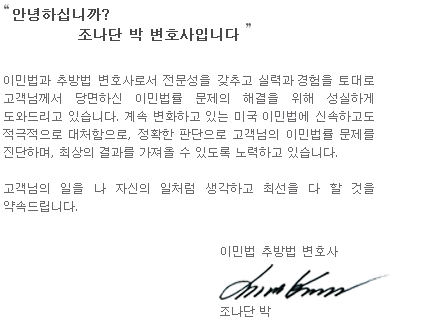 “안녕하십니까?
조나단 박 변호사입니다 ”
이민법과 추방법 변호사로서 전문성을 갖추고 실력과 경험을 토대로
고객님께서 당면하신 이민법률 문제의 해결을 위해 성실하게
도와드리고 있습니다. 계속 변화하고 있는 미국 이민법에 신속하고도
적극적으로 대처함으로, 정확한 판단으로 고객님의 이민법률 문제를
진단하며, 최상의 결과를 가져올 수 있도록 노력하고 있습니다.
고객님의 일을 나 자신의 일처럼 생각하고 최선을 다 할 것을
약속드립니다.
이민법 추방법 변호사
조나단 박